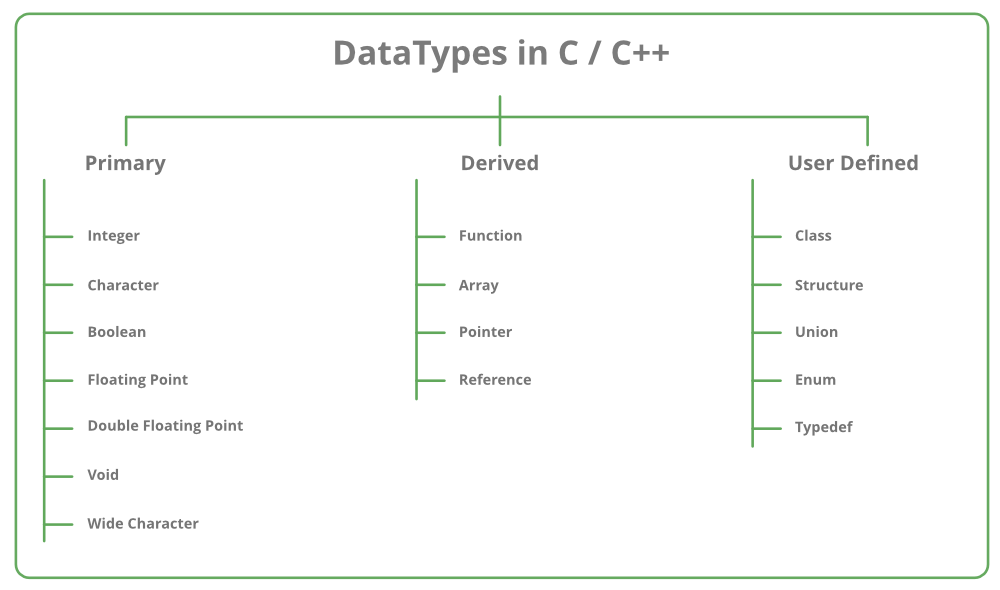 DataTypes in C / C++
Primary
Integer
Character
Boolean
Floating Point
Double Floating Point
Void
Wide Character
Derived
Function
Array
Pointer
Reference
User Defined
Class
Structure
Union
Enum
Typedef